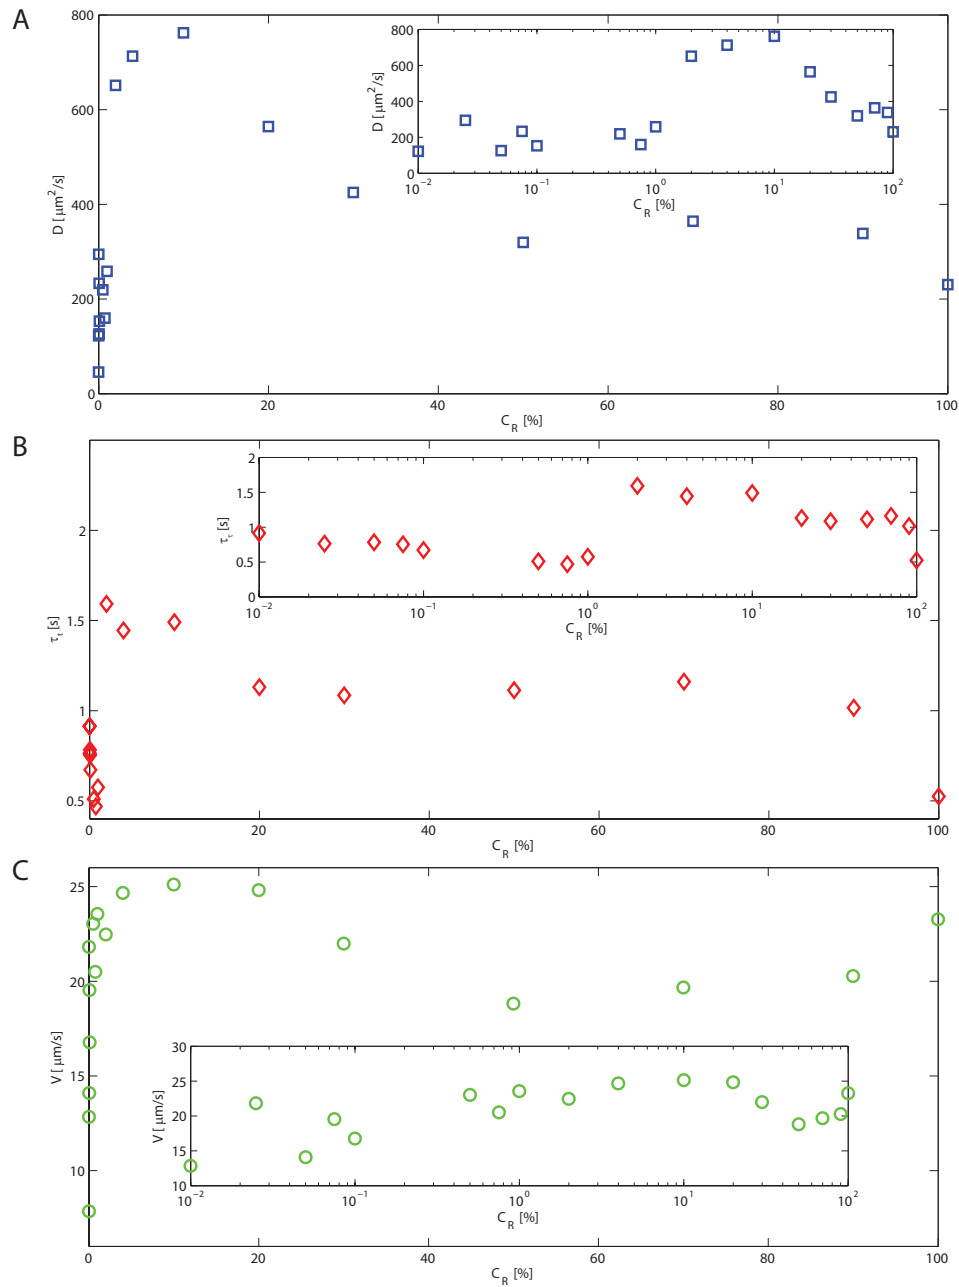 A
800
600
400
200
0
D [ μm²/s]
0 20 40 60 80 100
C_R [%]
800
600
400
200
0
D [ μm²/s]
10⁻² 10⁻¹ 10⁰ 10¹ 10²
C_R [%]
B
2
1.5
1
0.5
τ_t [s]
0 20 40 60 80 100
C_R [%]
2
1.5
1
0.5
0
τ_t [s]
10⁻² 10⁻¹ 10⁰ 10¹ 10²
C_R [%]
C
25
20
15
10
V [μm/s]
0 20 40 60 80 100
C_R [%]
30
25
20
15
10
V [μm/s]
10⁻² 10⁻¹ 10⁰ 10¹ 10²
C_R [%]